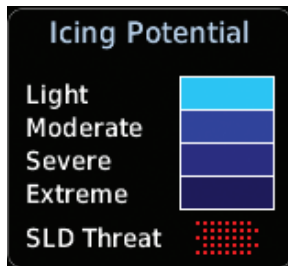 Icing Potential
Light
Moderate
Severe
Extreme
SLD Threat